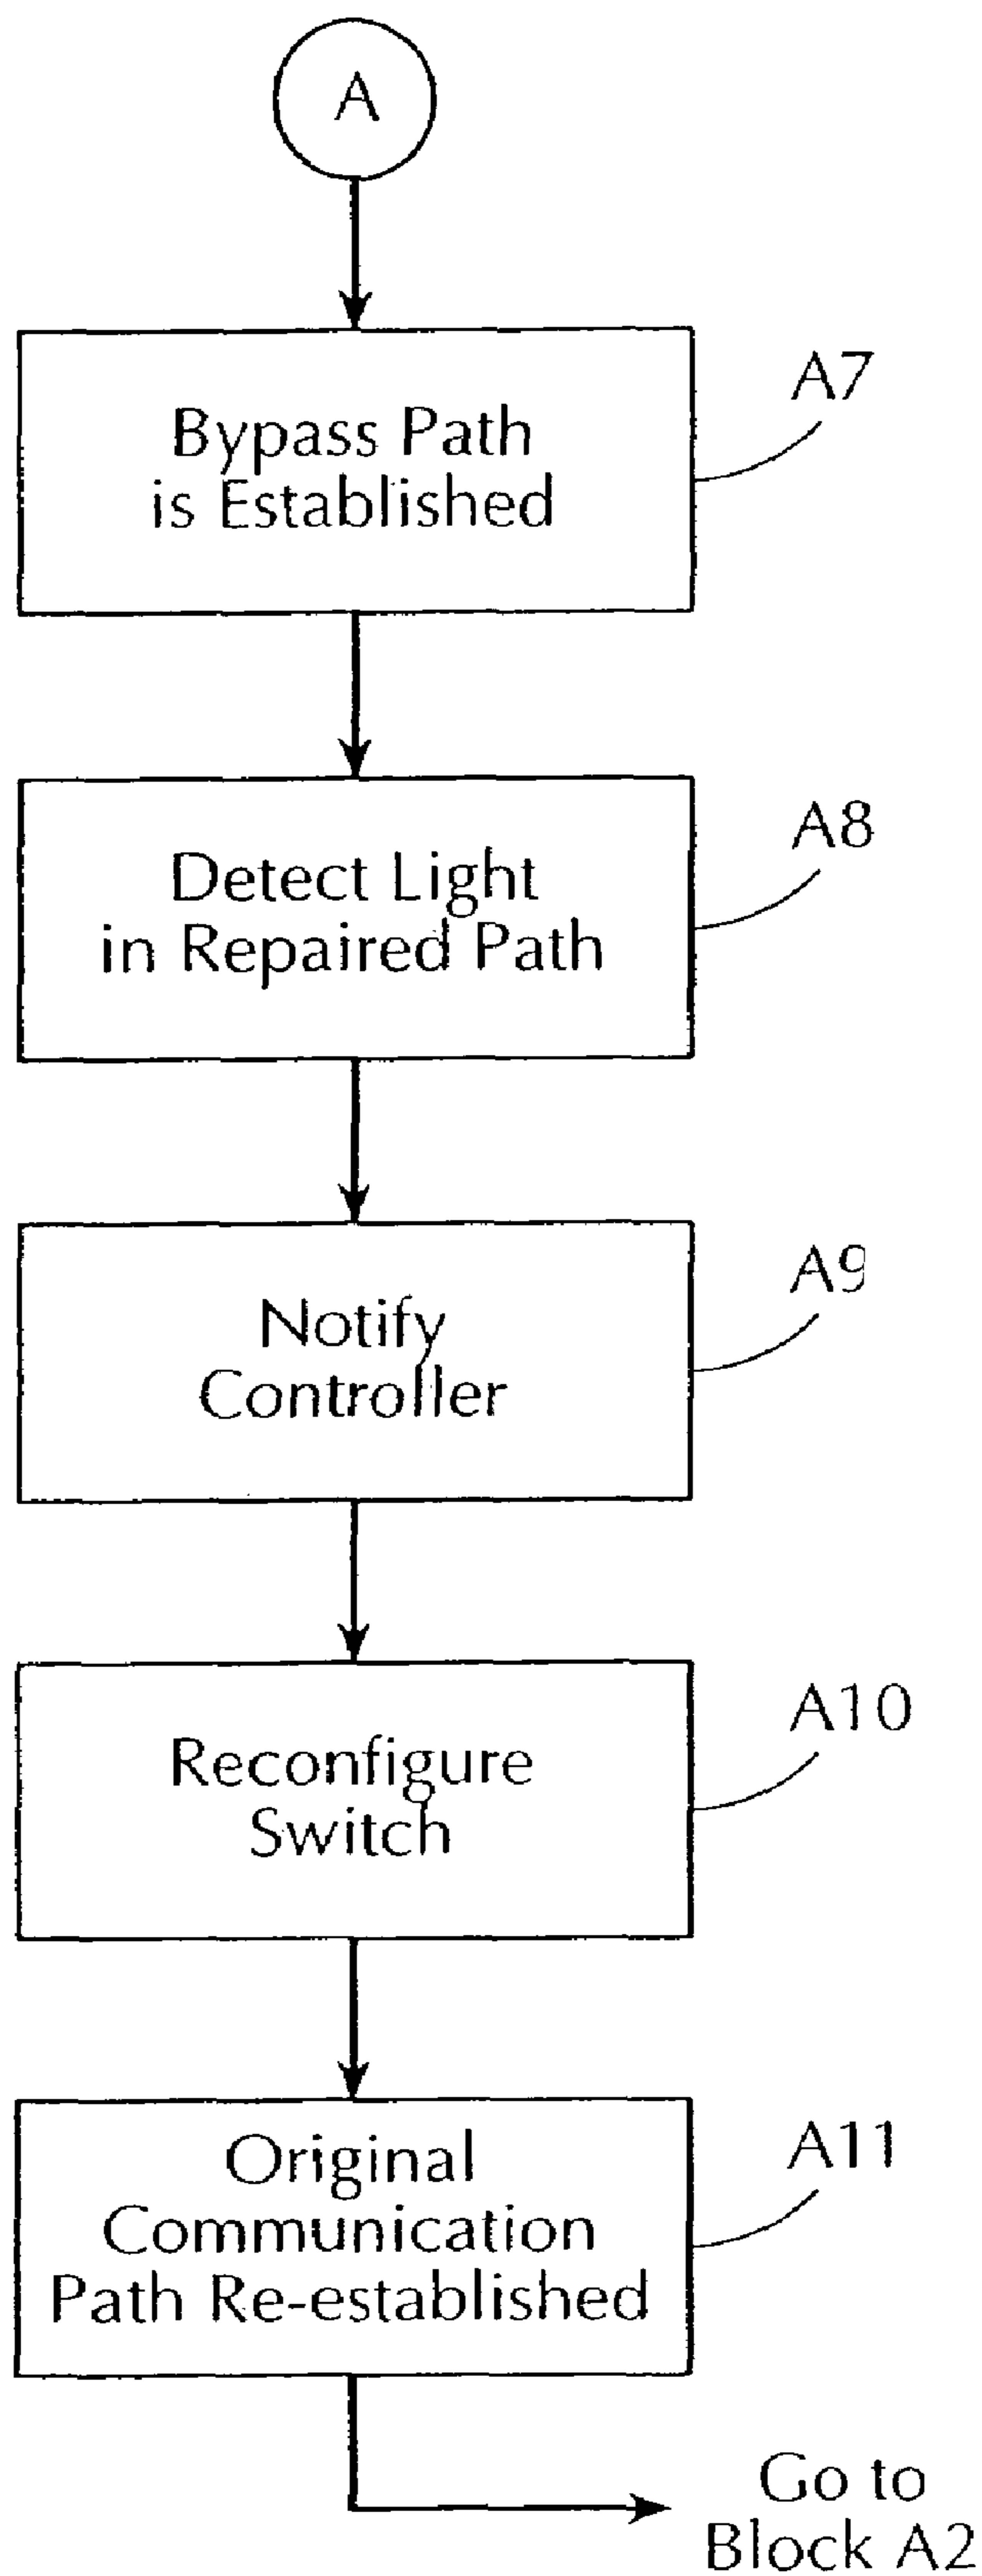 A
A7
Bypass Path
is Established
A8
Detect Light
in Repaired Path
A9
Notify
Controller
A10
Reconfigure
Switch
A11
Original
Communication
Path Re-established
Go to
Block A2